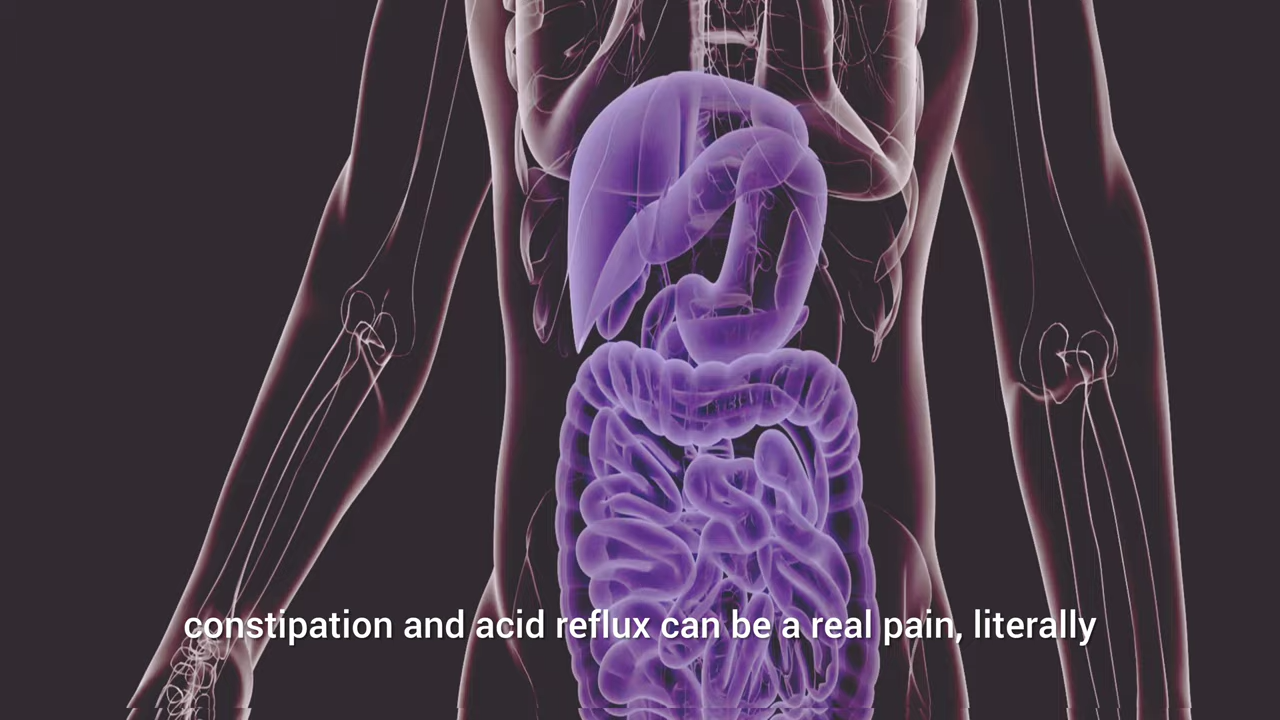 constipation and acid reflux can be a real pain, literally